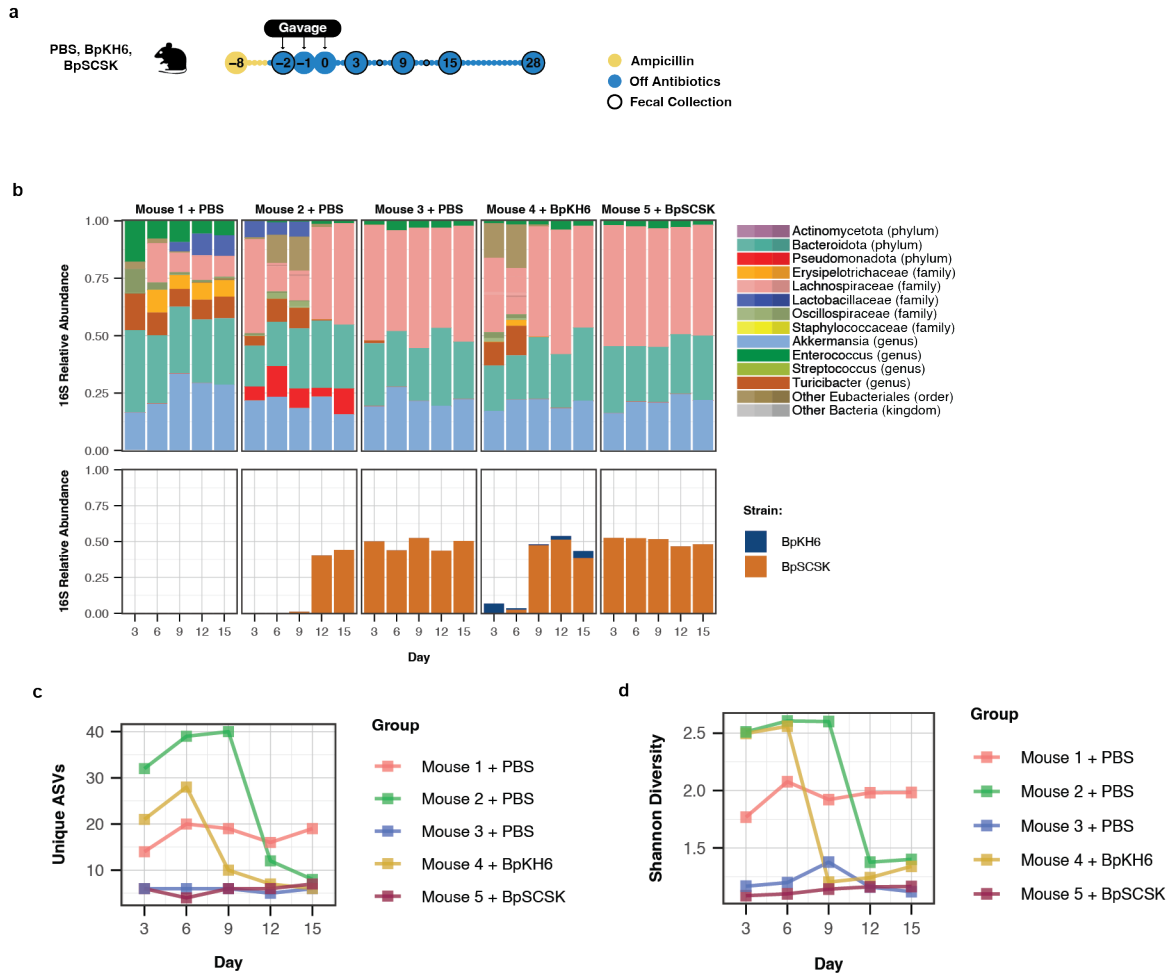 a
Gavage
PBS, BpKH6,
BpSCSK
−8
−2
−1
0
3
9
15
28
Ampicillin
Off Antibiotics
Fecal Collection
b
Mouse 1 + PBS
Mouse 2 + PBS
Mouse 3 + PBS
Mouse 4 + BpKH6
Mouse 5 + BpSCSK
16S Relative Abundance
1.00
0.75
0.50
0.25
0.00
Actinomycetota (phylum)
Bacteroidota (phylum)
Pseudomonadota (phylum)
Erysipelotrichaceae (family)
Lachnospiraceae (family)
Lactobacillaceae (family)
Oscillospiraceae (family)
Staphylococcaceae (family)
Akkermansia (genus)
Enterococcus (genus)
Streptococcus (genus)
Turicibacter (genus)
Other Eubacteriales (order)
Other Bacteria (kingdom)
16S Relative Abundance
1.00
0.75
0.50
0.25
0.00
3 6 9 12 15
3 6 9 12 15
3 6 9 12 15
3 6 9 12 15
3 6 9 12 15
Day
Strain:
BpKH6
BpSCSK
c
Unique ASVs
40
30
20
10
3 6 9 12 15
Day
Group
Mouse 1 + PBS
Mouse 2 + PBS
Mouse 3 + PBS
Mouse 4 + BpKH6
Mouse 5 + BpSCSK
d
Shannon Diversity
2.5
2.0
1.5
3 6 9 12 15
Day
Group
Mouse 1 + PBS
Mouse 2 + PBS
Mouse 3 + PBS
Mouse 4 + BpKH6
Mouse 5 + BpSCSK